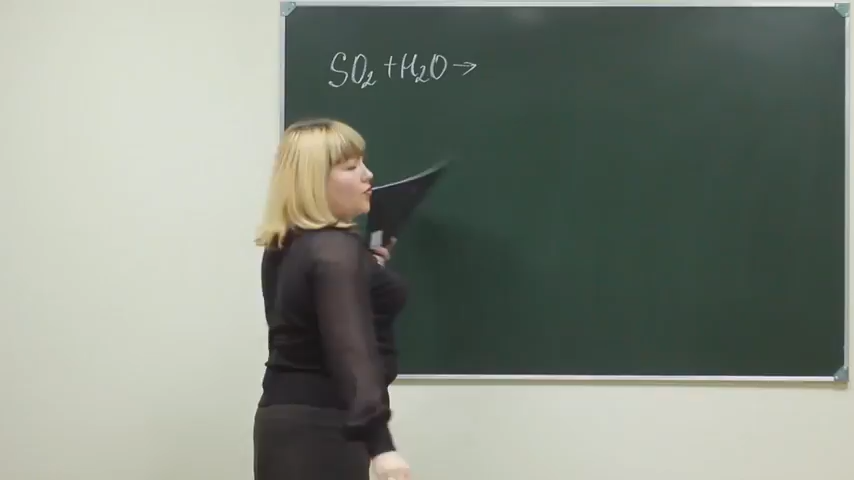 SO₂ + H₂O →